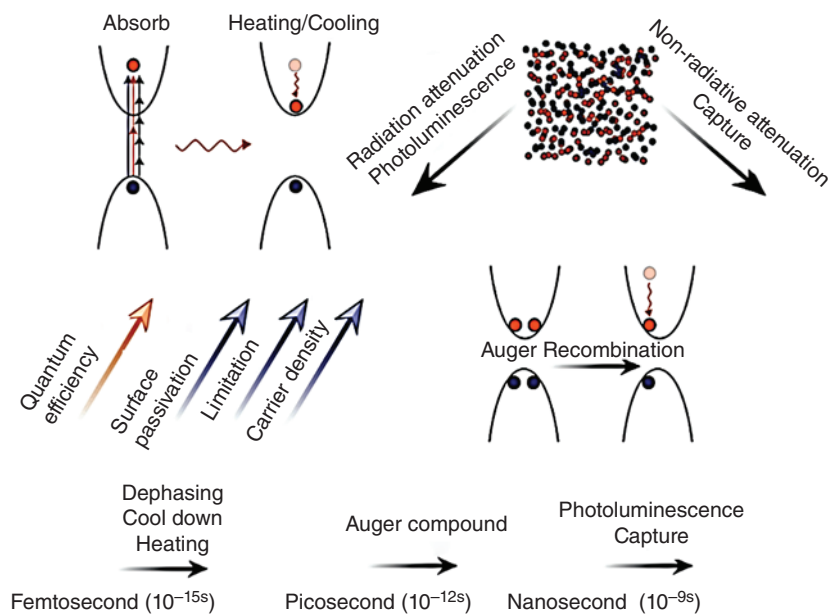 Absorb
Heating/Cooling
Radiation attenuation
Photoluminescence
Non-radiative attenuation
Capture
Quantum
efficiency
Surface
passivation
Limitation
Carrier density
Auger Recombination
Dephasing
Cool down
Heating
Auger compound
Photoluminescence
Capture
Femtosecond (10⁻¹⁵s)
Picosecond (10⁻¹²s)
Nanosecond (10⁻⁹s)